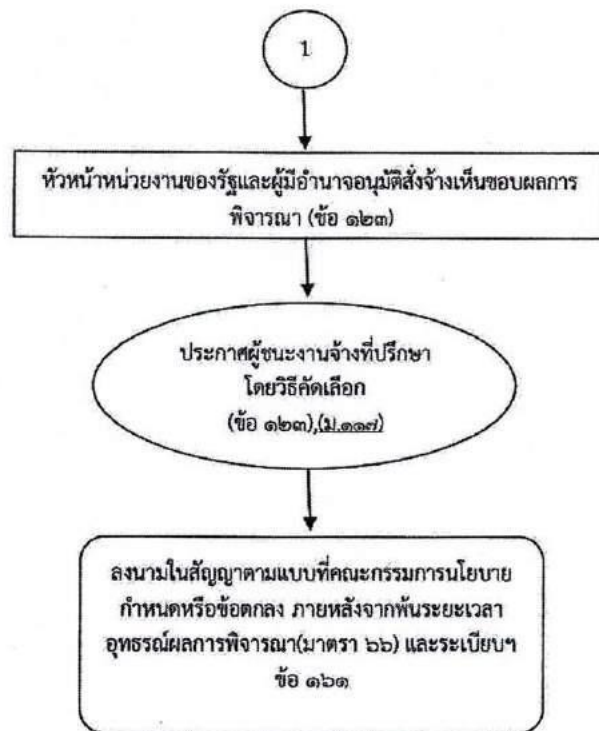 1
หัวหน้าหน่วยงานของรัฐและผู้มีอำนาจอนุมัติสั่งจ้างเห็นชอบผลการ
พิจารณา (ข้อ ๑๒๓)
ประกาศผู้ชนะงานจ้างที่ปรึกษา
โดยวิธีคัดเลือก
(ข้อ ๑๒๓),(ม.๑๑๗)
ลงนามในสัญญาตามแบบที่คณะกรรมการนโยบาย
กำหนดหรือข้อตกลง ภายหลังจากพ้นระยะเวลา
อุทธรณ์ผลการพิจารณา(มาตรา ๖๖) และระเบียบฯ
ข้อ ๑๖๑